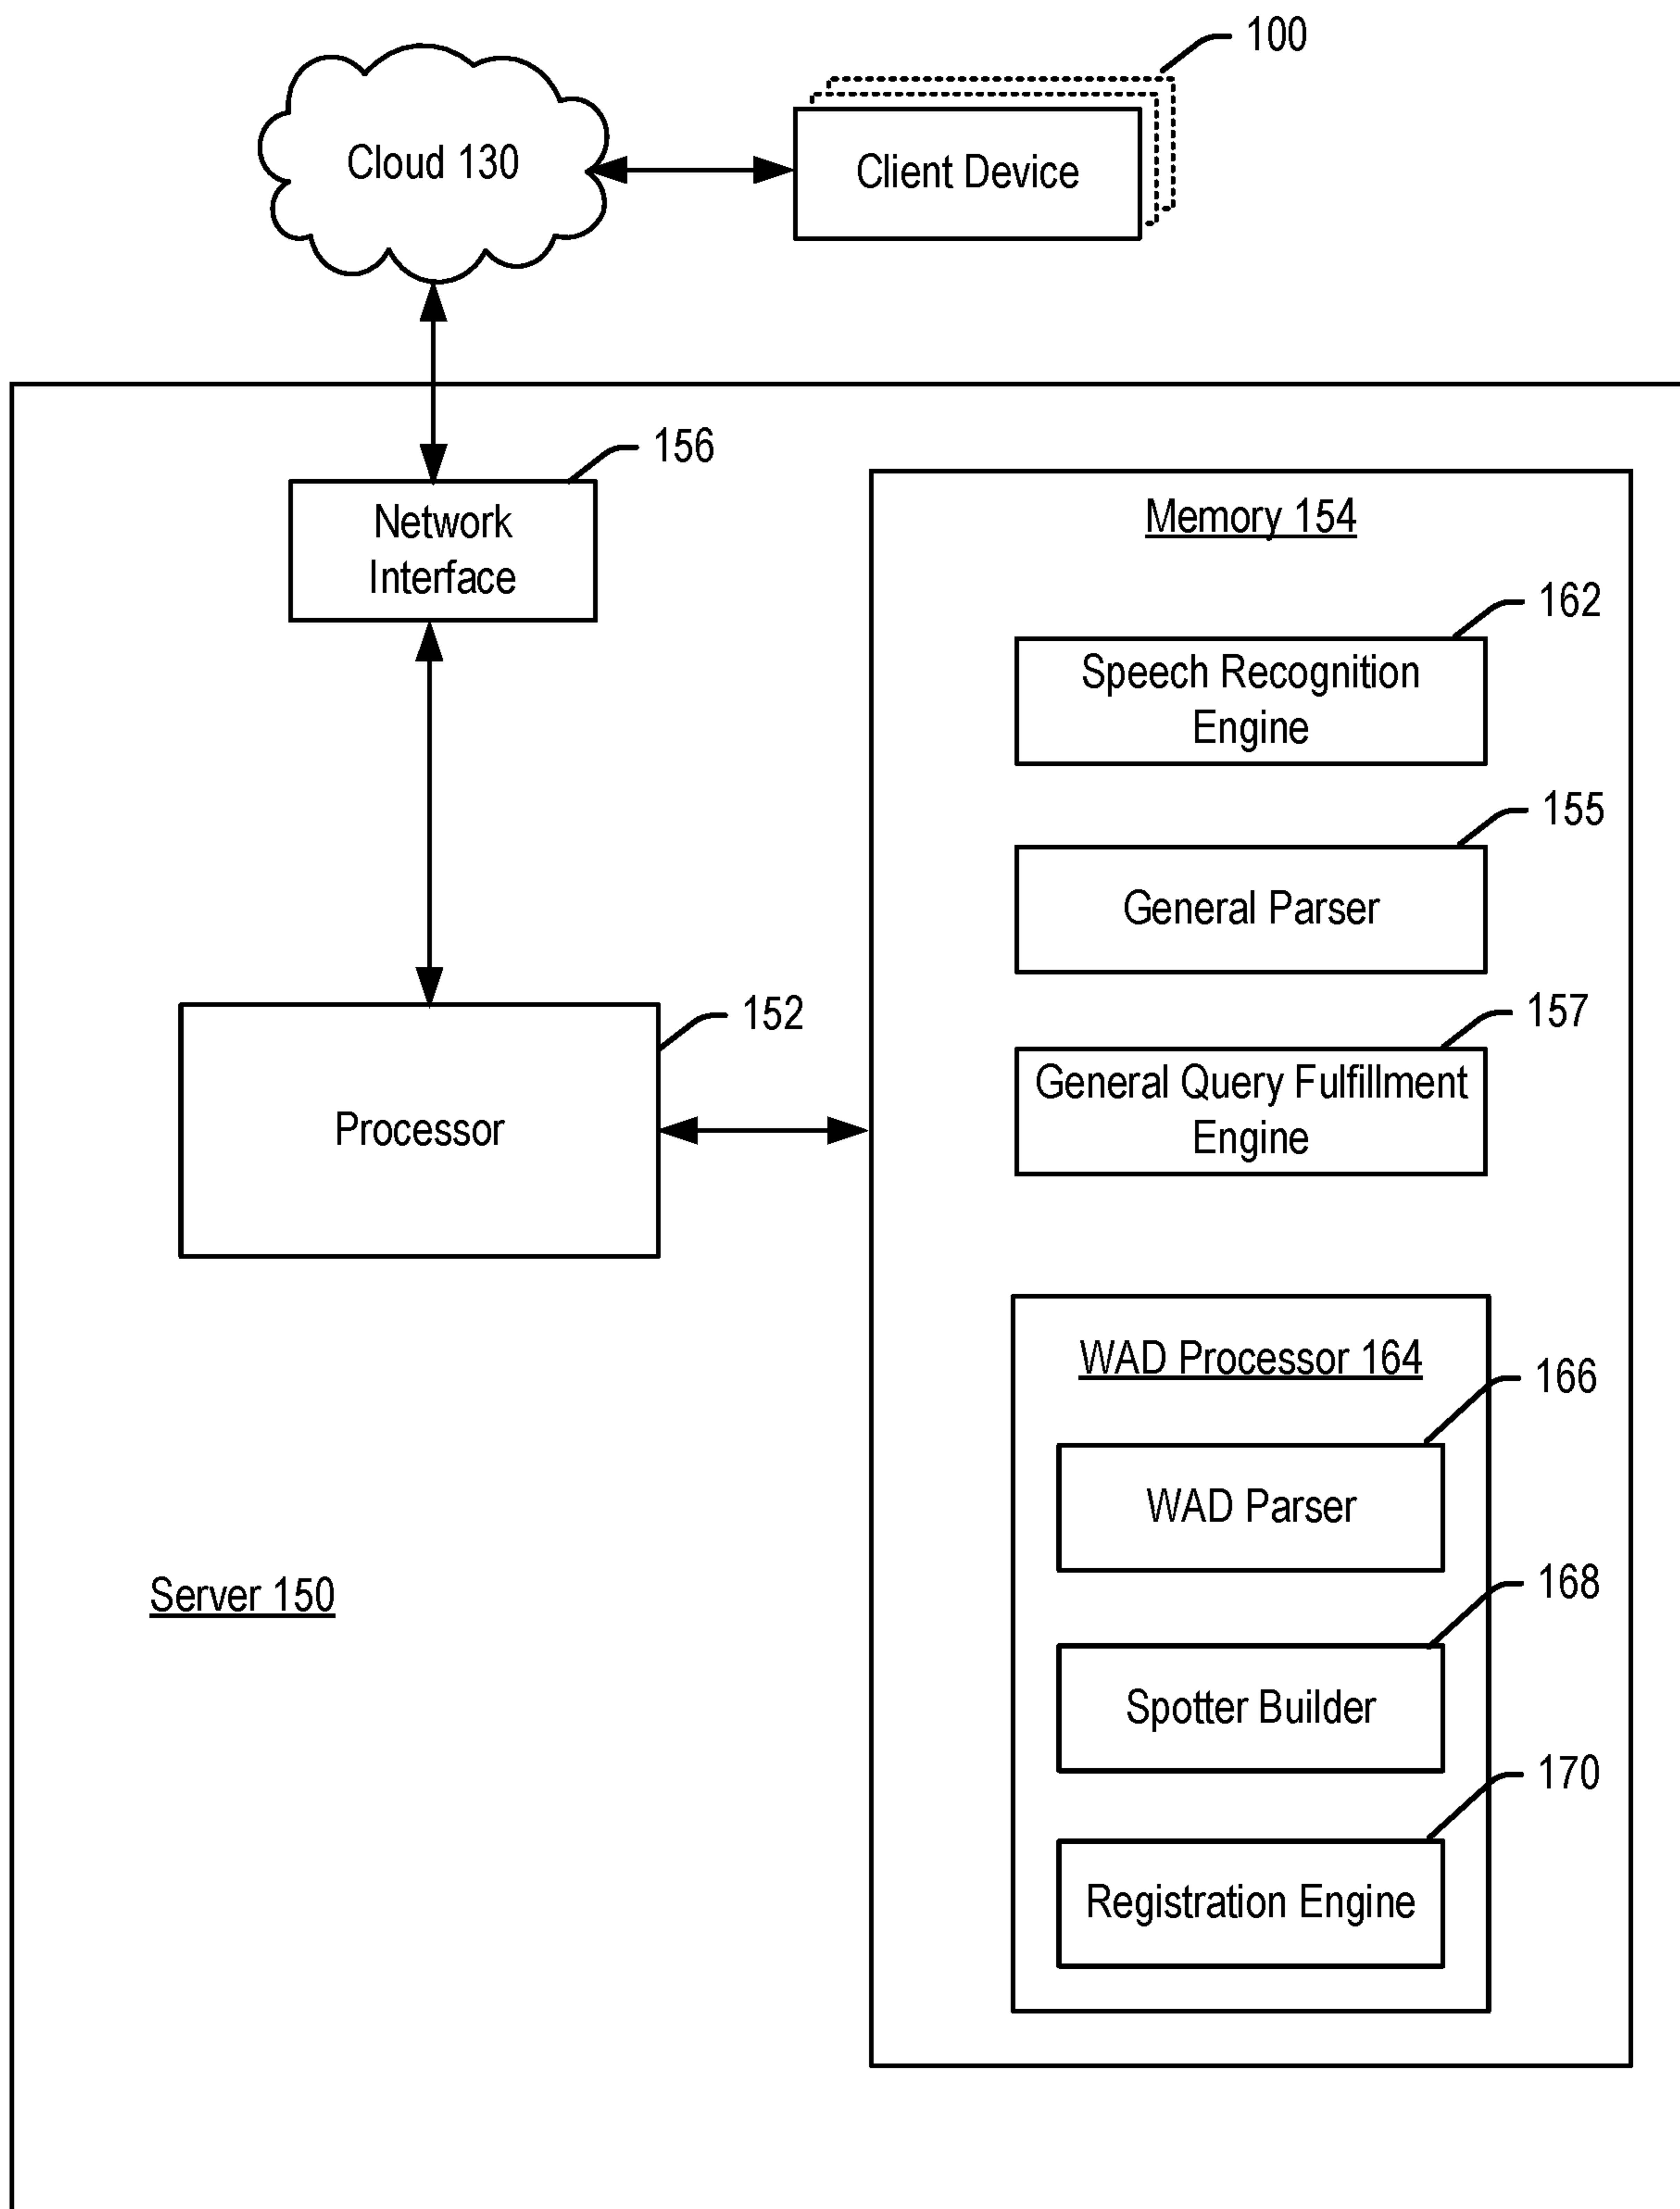 100
Cloud 130
Client Device
156
Network
Interface
Memory 154
162
Speech Recognition
Engine
155
General Parser
152
Processor
157
General Query Fulfillment
Engine
WAD Processor 164
166
WAD Parser
Server 150
168
Spotter Builder
170
Registration Engine